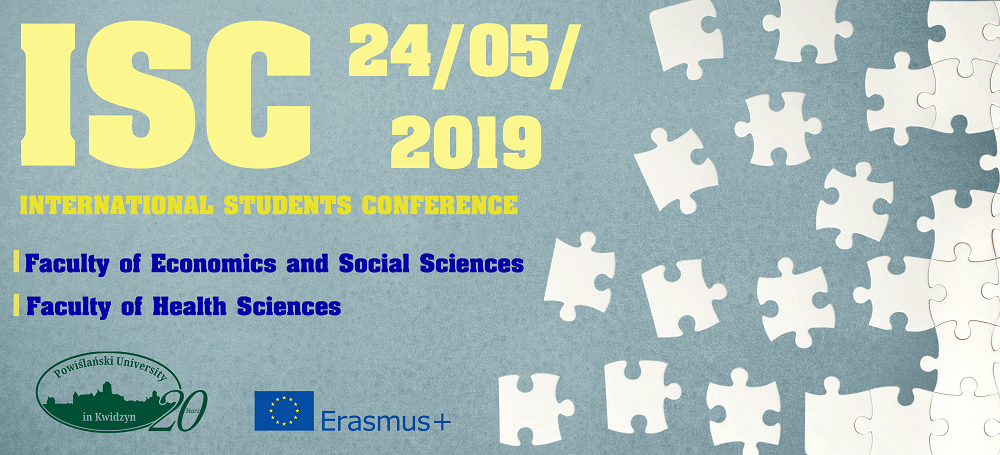 ISC
24/05/
2019
INTERNATIONAL STUDENTS CONFERENCE
Faculty of Economics and Social Sciences
Faculty of Health Sciences
Powiślański University
in Kwidzyn
20 Years
Erasmus+